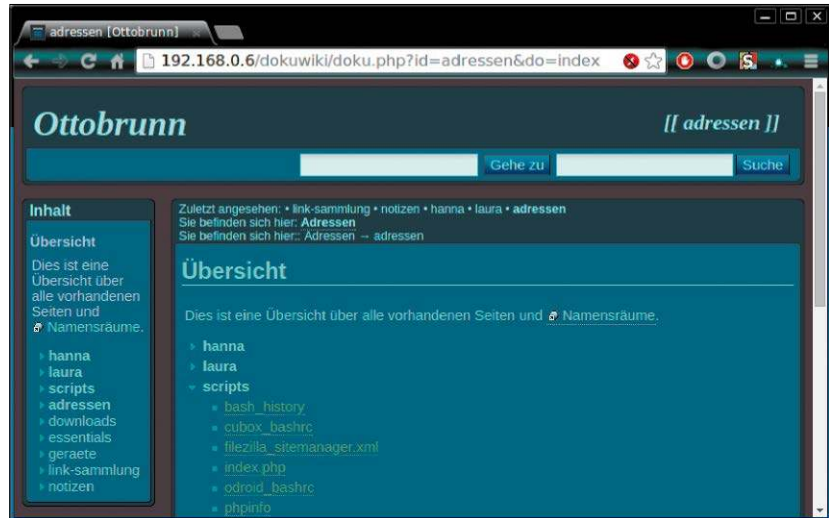 adressen [Ottobrunn]
192.168.0.6/dokuwiki/doku.php?id=adressen&do=index
Ottobrunn
[[ adressen ]]
Gehe zu
Suche
Inhalt
Übersicht
Dies ist eine
Übersicht über
alle vorhandenen
Seiten und
Namensräume.
hanna
laura
scripts
adressen
downloads
essentials
geraete
link-sammlung
notizen
Zuletzt angesehen: • link-sammlung • notizen • hanna • laura • adressen
Sie befinden sich hier: Adressen
Sie befinden sich hier:: Adressen → adressen
Übersicht
Dies ist eine Übersicht über alle vorhandenen Seiten und Namensräume.
hanna
laura
scripts
bash_history
cubox_bashrc
filezilla_sitemanager.xml
index.php
odroid_bashrc
phpinfo